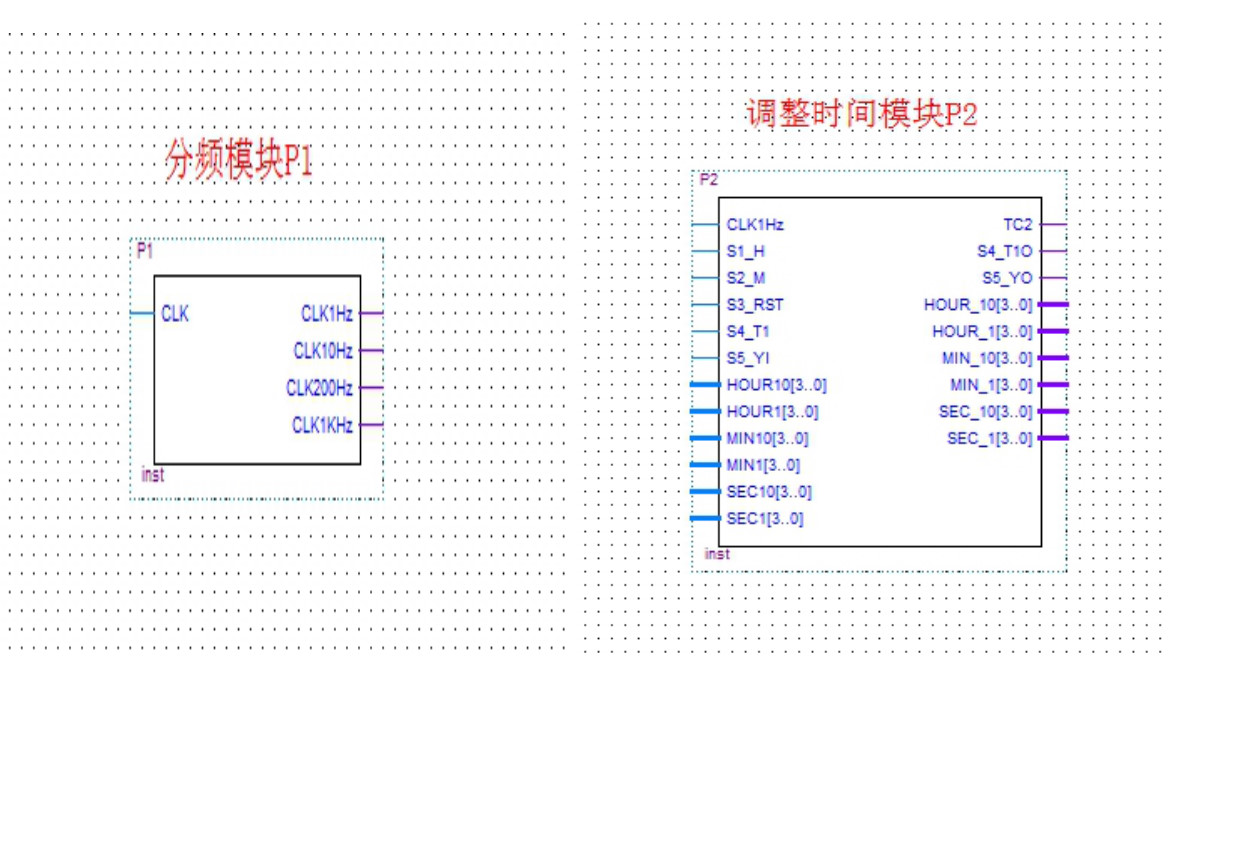 分频模块P1
P1
CLK
CLK1Hz
CLK10Hz
CLK200Hz
CLK1KHz
inst
调整时间模块P2
P2
CLK1Hz
TC2
S1_H
S4_T1O
S2_M
S5_YO
S3_RST
HOUR_10[3..0]
S4_T1
HOUR_1[3..0]
S5_YI
MIN_10[3..0]
HOUR10[3..0]
MIN_1[3..0]
HOUR1[3..0]
SEC_10[3..0]
MIN10[3..0]
SEC_1[3..0]
MIN1[3..0]
SEC10[3..0]
SEC1[3..0]
inst